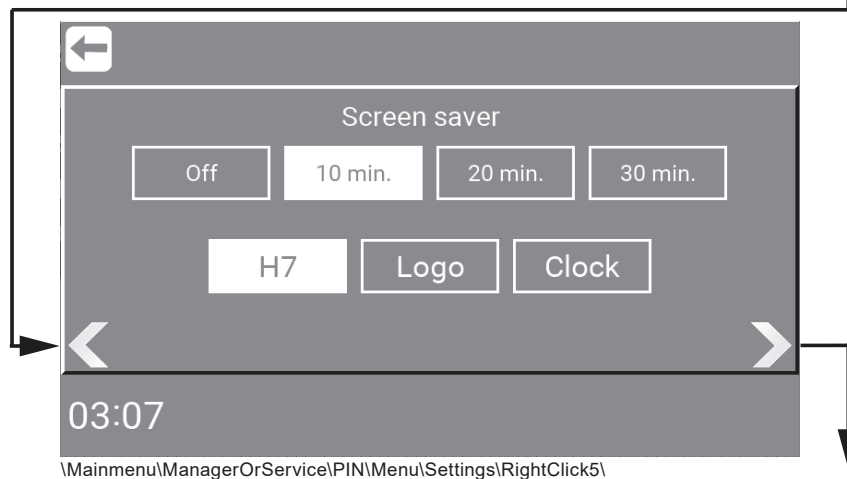 Screen saver
Off 10 min. 20 min. 30 min.
H7 Logo Clock
03:07
\Mainmenu\ManagerOrService\PIN\Menu\Settings\RightClick5\